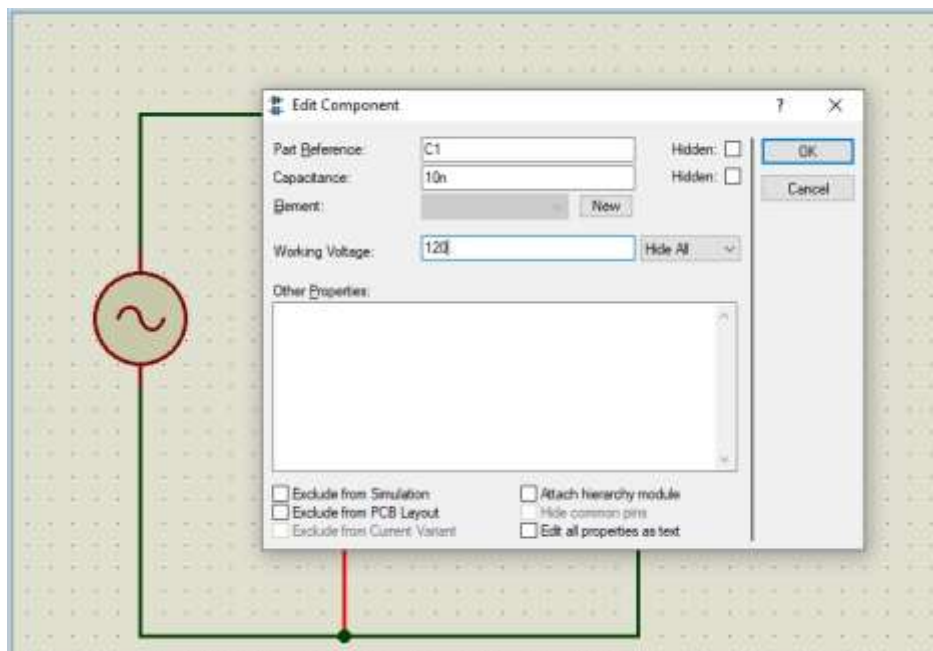 Edit Component
? X
Part Reference: C1 Hidden:
Capacitance: 10n Hidden:
Element: New
Working Voltage: 120 Hide All
Other Properties:
Exclude from Simulation
Exclude from PCB Layout
Exclude from Current Variant
Attach hierarchy module
Hide common pins
Edit all properties as text
OK
Cancel